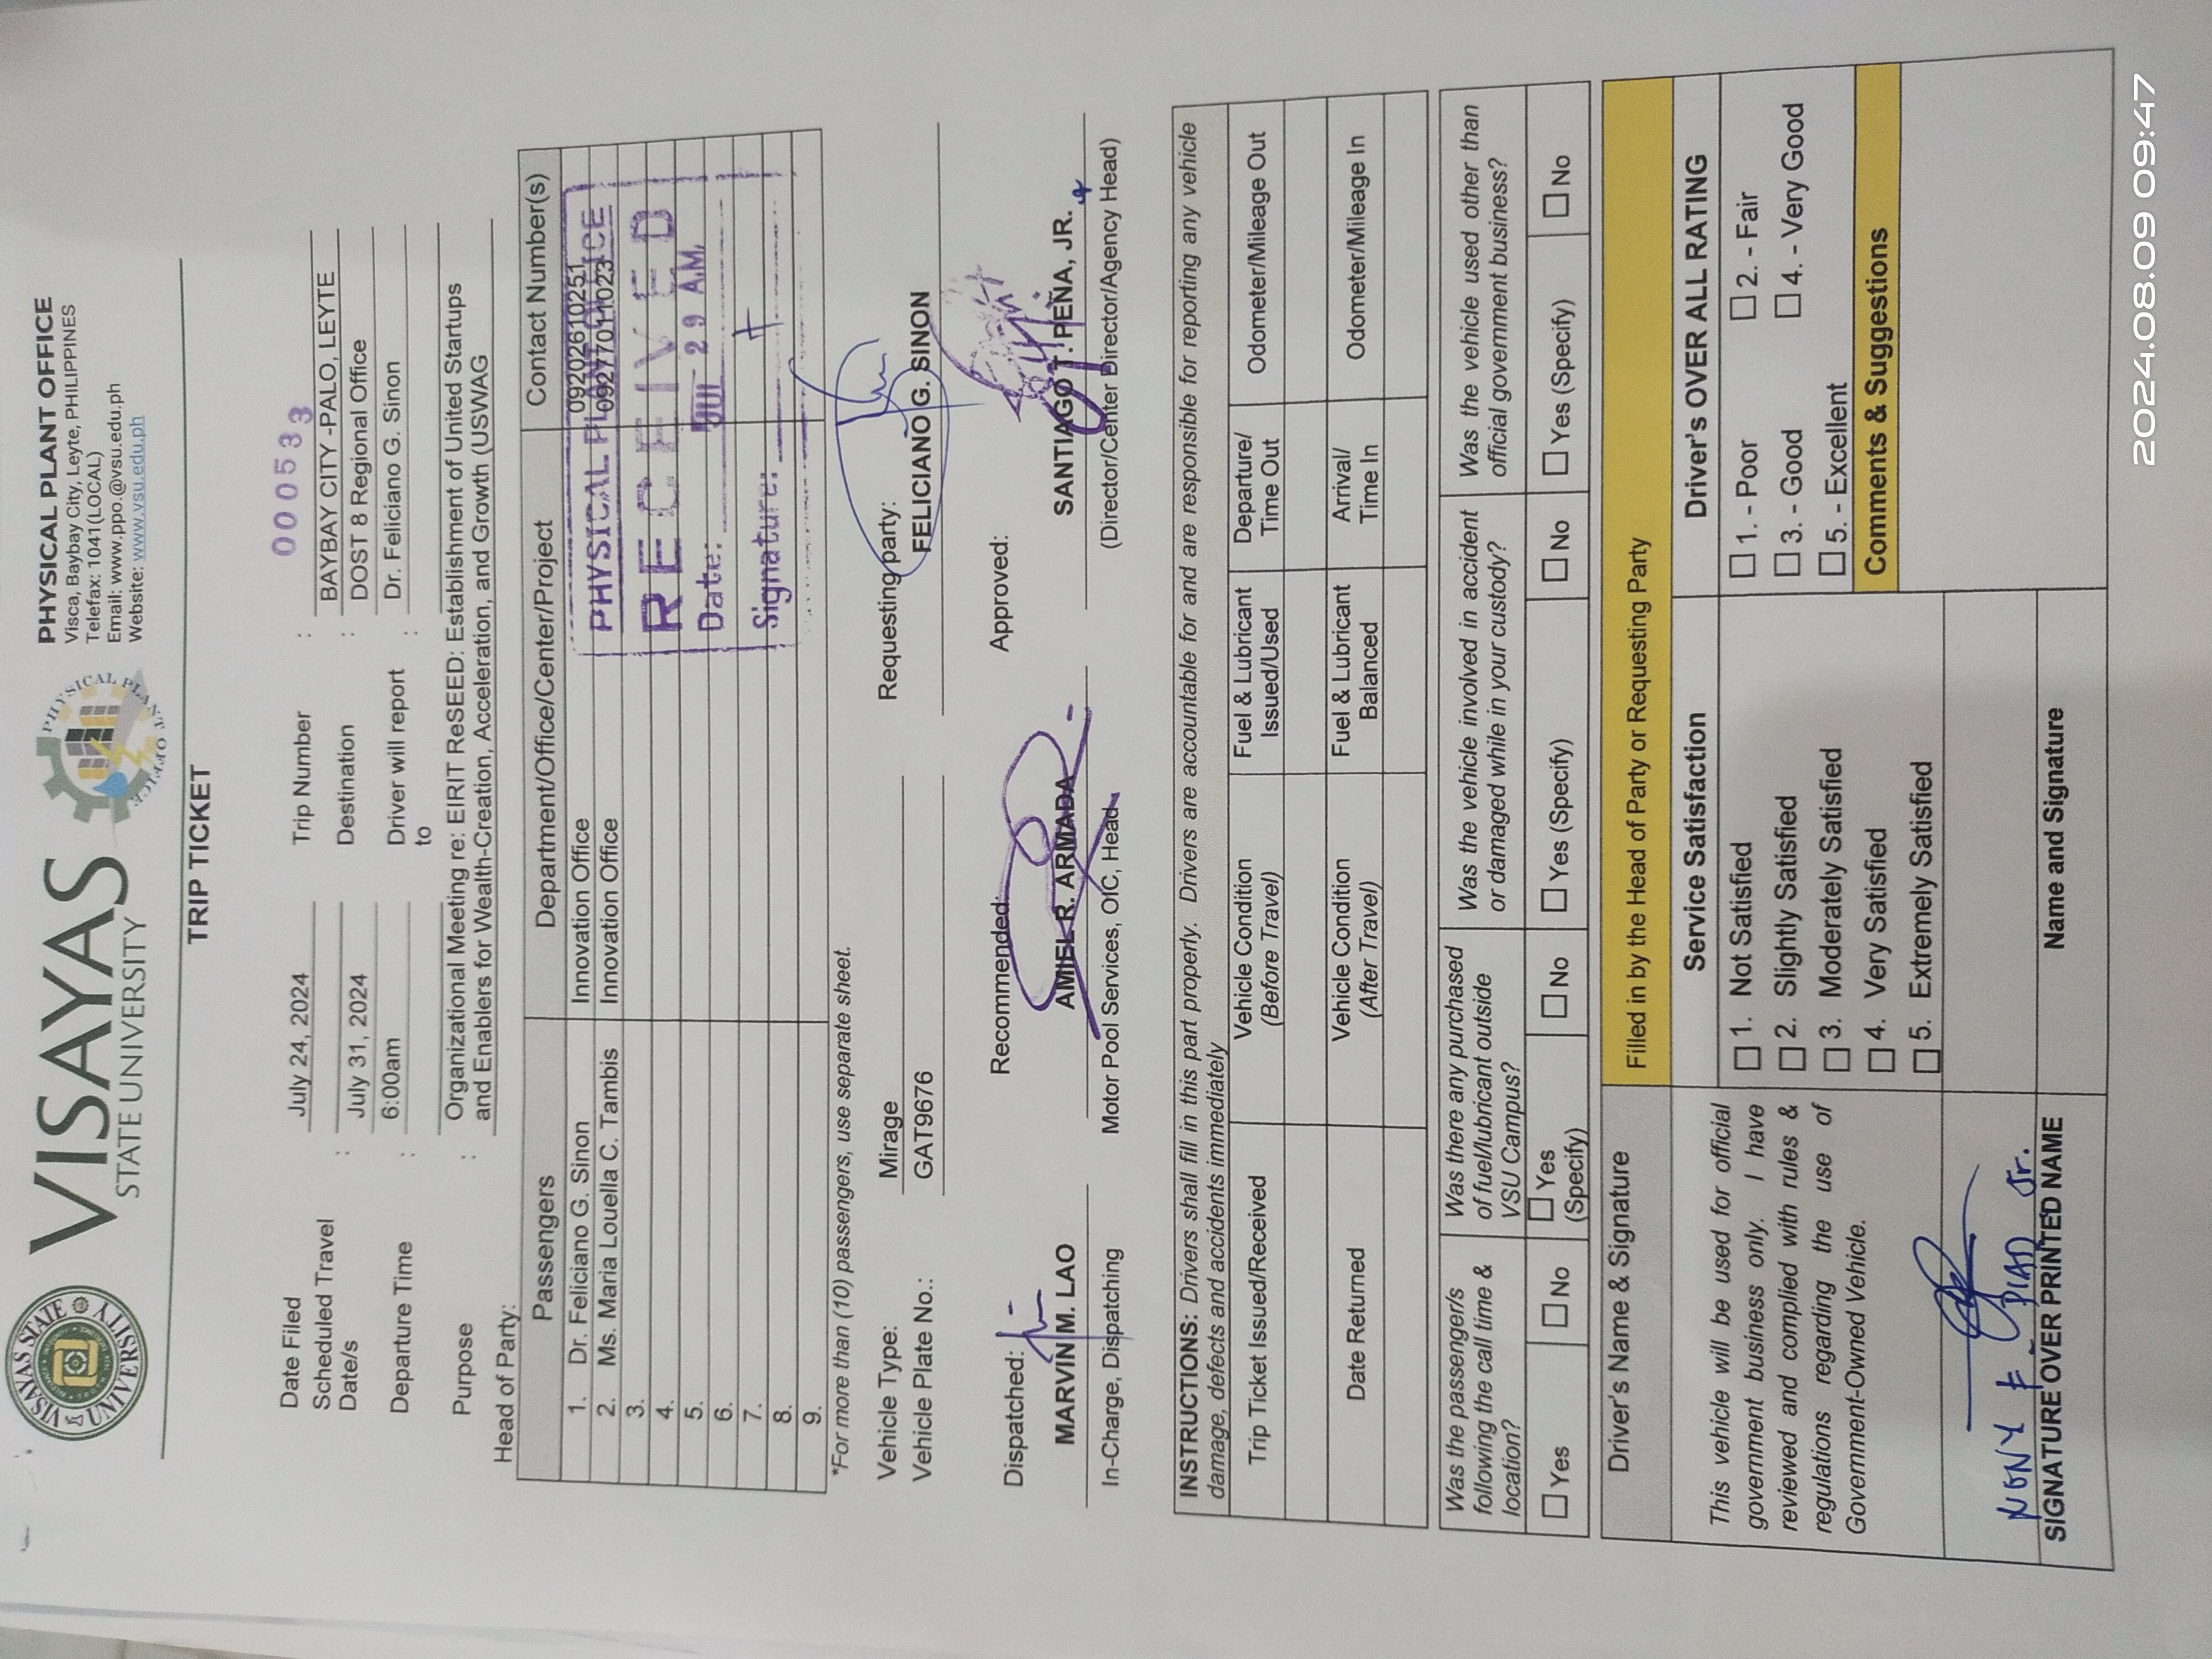 VISAYAS STATE UNIVERSITY
VISAYAS
STATE UNIVERSITY
PHYSICAL PLANT OFFICE
PHYSICAL PLANT OFFICE
Visca, Baybay City, Leyte, PHILIPPINES
Telefax: 1041(LOCAL)
Email: www.ppo.@vsu.edu.ph
Website: www.vsu.edu.ph
TRIP TICKET
000533
Date Filed July 24, 2024 Trip Number : BAYBAY CITY -PALO, LEYTE
Scheduled Travel Date/s : July 31, 2024 Destination : DOST 8 Regional Office
Departure Time : 6:00am Driver will report to : Dr. Feliciano G. Sinon
Purpose : Organizational Meeting re: EIRIT ReSEED: Establishment of United Startups
and Enablers for Wealth-Creation, Acceleration, and Growth (USWAG
Head of Party:
Passengers Department/Office/Center/Project Contact Number(s)
1. Dr. Feliciano G. Sinon Innovation Office 09202610251
2. Ms. Maria Louella C. Tambis Innovation Office 09277011023
3.
4.
5.
6.
7.
8.
9.
PHYSICAL PLANT OFFICE
RECEIVED
Date: JUL 29 A.M.
Signature:
*For more than (10) passengers, use separate sheet.
Vehicle Type: Mirage Requesting party:
Vehicle Plate No.: GAT9676 FELICIANO G. SINON
Dispatched: Recommended: Approved:
MARVIN M. LAO AMIEL R. ARMADA SANTIAGO T. PEÑA, JR.
In-Charge, Dispatching Motor Pool Services, OIC, Head (Director/Center Director/Agency Head)
INSTRUCTIONS: Drivers shall fill in this part properly. Drivers are accountable for and are responsible for reporting any vehicle
damage, defects and accidents immediately
Trip Ticket Issued/Received Vehicle Condition (Before Travel) Fuel & Lubricant Issued/Used Departure/ Time Out Odometer/Mileage Out
Date Returned Vehicle Condition (After Travel) Fuel & Lubricant Balanced Arrival/ Time In Odometer/Mileage In
Was the passenger/s following the call time & location? Was there any purchased of fuel/lubricant outside VSU Campus? Was the vehicle involved in accident or damaged while in your custody? Was the vehicle used other than official government business?
☐ Yes ☐ No ☐ Yes (Specify) ☐ No ☐ Yes (Specify) ☐ No ☐ Yes (Specify) ☐ No
Driver's Name & Signature Filled in by the Head of Party or Requesting Party
This vehicle will be used for official
government business only. I have
reviewed and complied with rules &
regulations regarding the use of
Government-Owned Vehicle.
Service Satisfaction
☐ 1. Not Satisfied
☐ 2. Slightly Satisfied
☐ 3. Moderately Satisfied
☐ 4. Very Satisfied
☐ 5. Extremely Satisfied
Driver's OVER ALL RATING
☐ 1. - Poor ☐ 2. - Fair
☐ 3. - Good ☐ 4. - Very Good
☐ 5. - Excellent
Comments & Suggestions
SIGNATURE OVER PRINTED NAME Name and Signature
2024.08.09 09:47